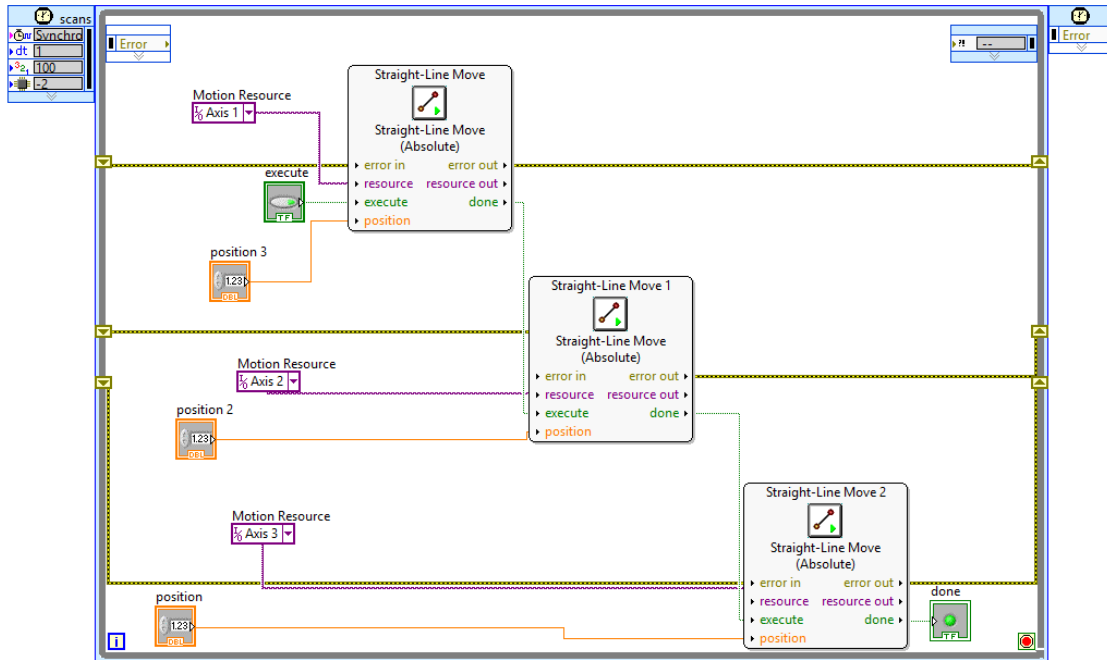 scans
Synchro
dt 1
100
-2
Error
?! --
Error
Straight-Line Move
Straight-Line Move
(Absolute)
error in error out
resource resource out
execute done
position
Motion Resource
Axis 1
execute
TF
position 3
1.23
DBL
Straight-Line Move 1
Straight-Line Move
(Absolute)
error in error out
resource resource out
execute done
position
Motion Resource
Axis 2
position 2
1.23
DBL
Straight-Line Move 2
Straight-Line Move
(Absolute)
error in error out
resource resource out
execute done
position
Motion Resource
Axis 3
position
1.23
DBL
done
TF
i